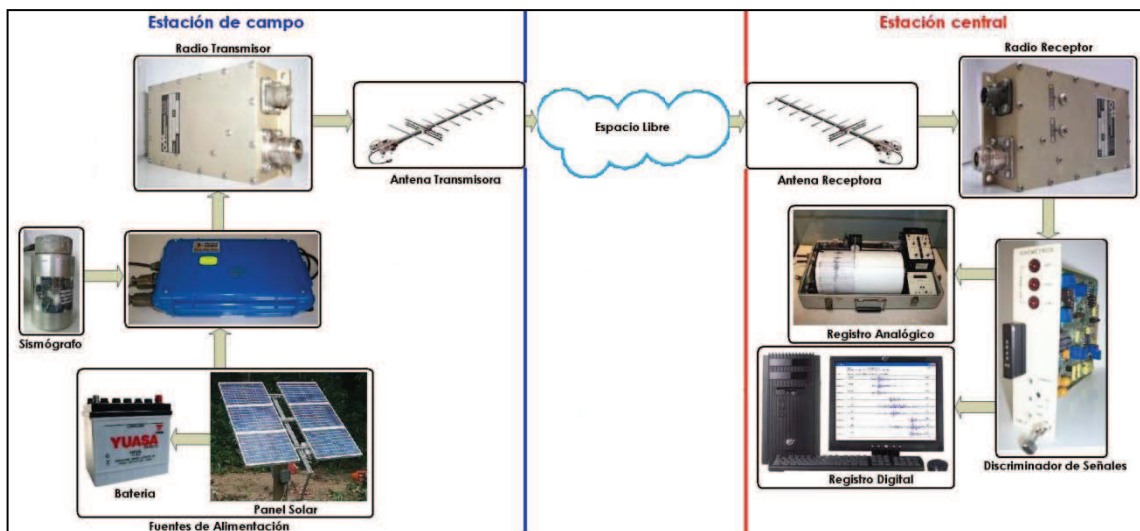 Estación de campo
Estación central
Radio Transmisor
Radio Receptor
Espacio Libre
Antena Transmisora
Antena Receptora
Sismógrafo
Registro Analógico
YUASA
Bateria
Panel Solar
Fuentes de Alimentación
Registro Digital
Discriminador de Señales